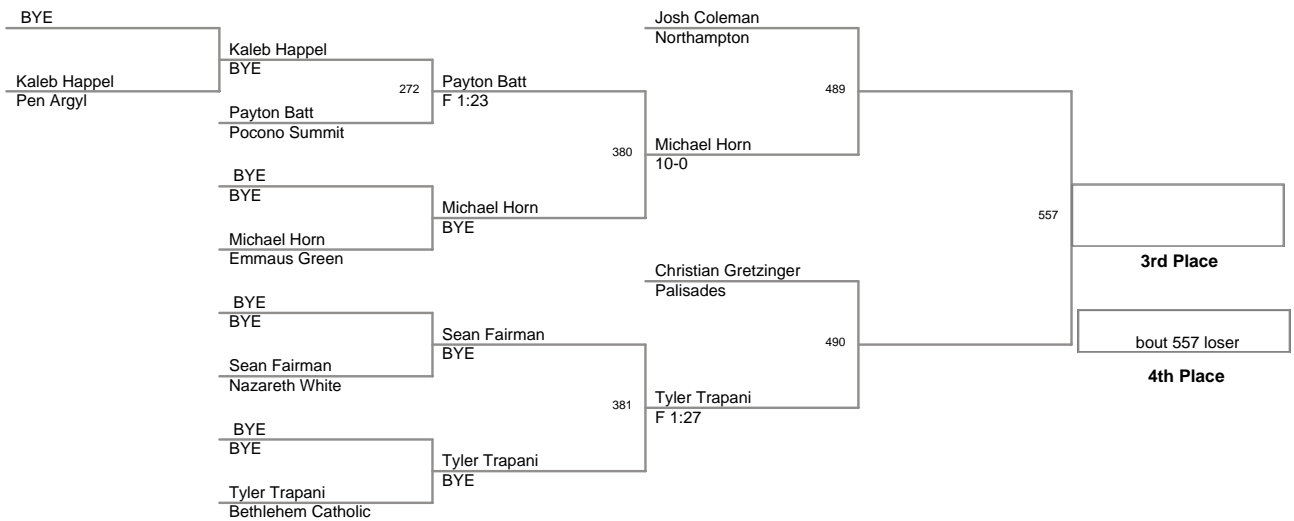 BYE
Kaleb Happel
Pen Argyl
Kaleb Happel
BYE
Payton Batt
Pocono Summit
BYE
BYE
Michael Horn
Emmaus Green
BYE
BYE
Sean Fairman
Nazareth White
BYE
BYE
Tyler Trapani
Bethlehem Catholic
272
Payton Batt
F 1:23
Michael Horn
BYE
Sean Fairman
BYE
Tyler Trapani
BYE
380
381
Josh Coleman
Northampton
Michael Horn
10-0
Christian Gretzinger
Palisades
Tyler Trapani
F 1:27
489
490
557
3rd Place
bout 557 loser
4th Place